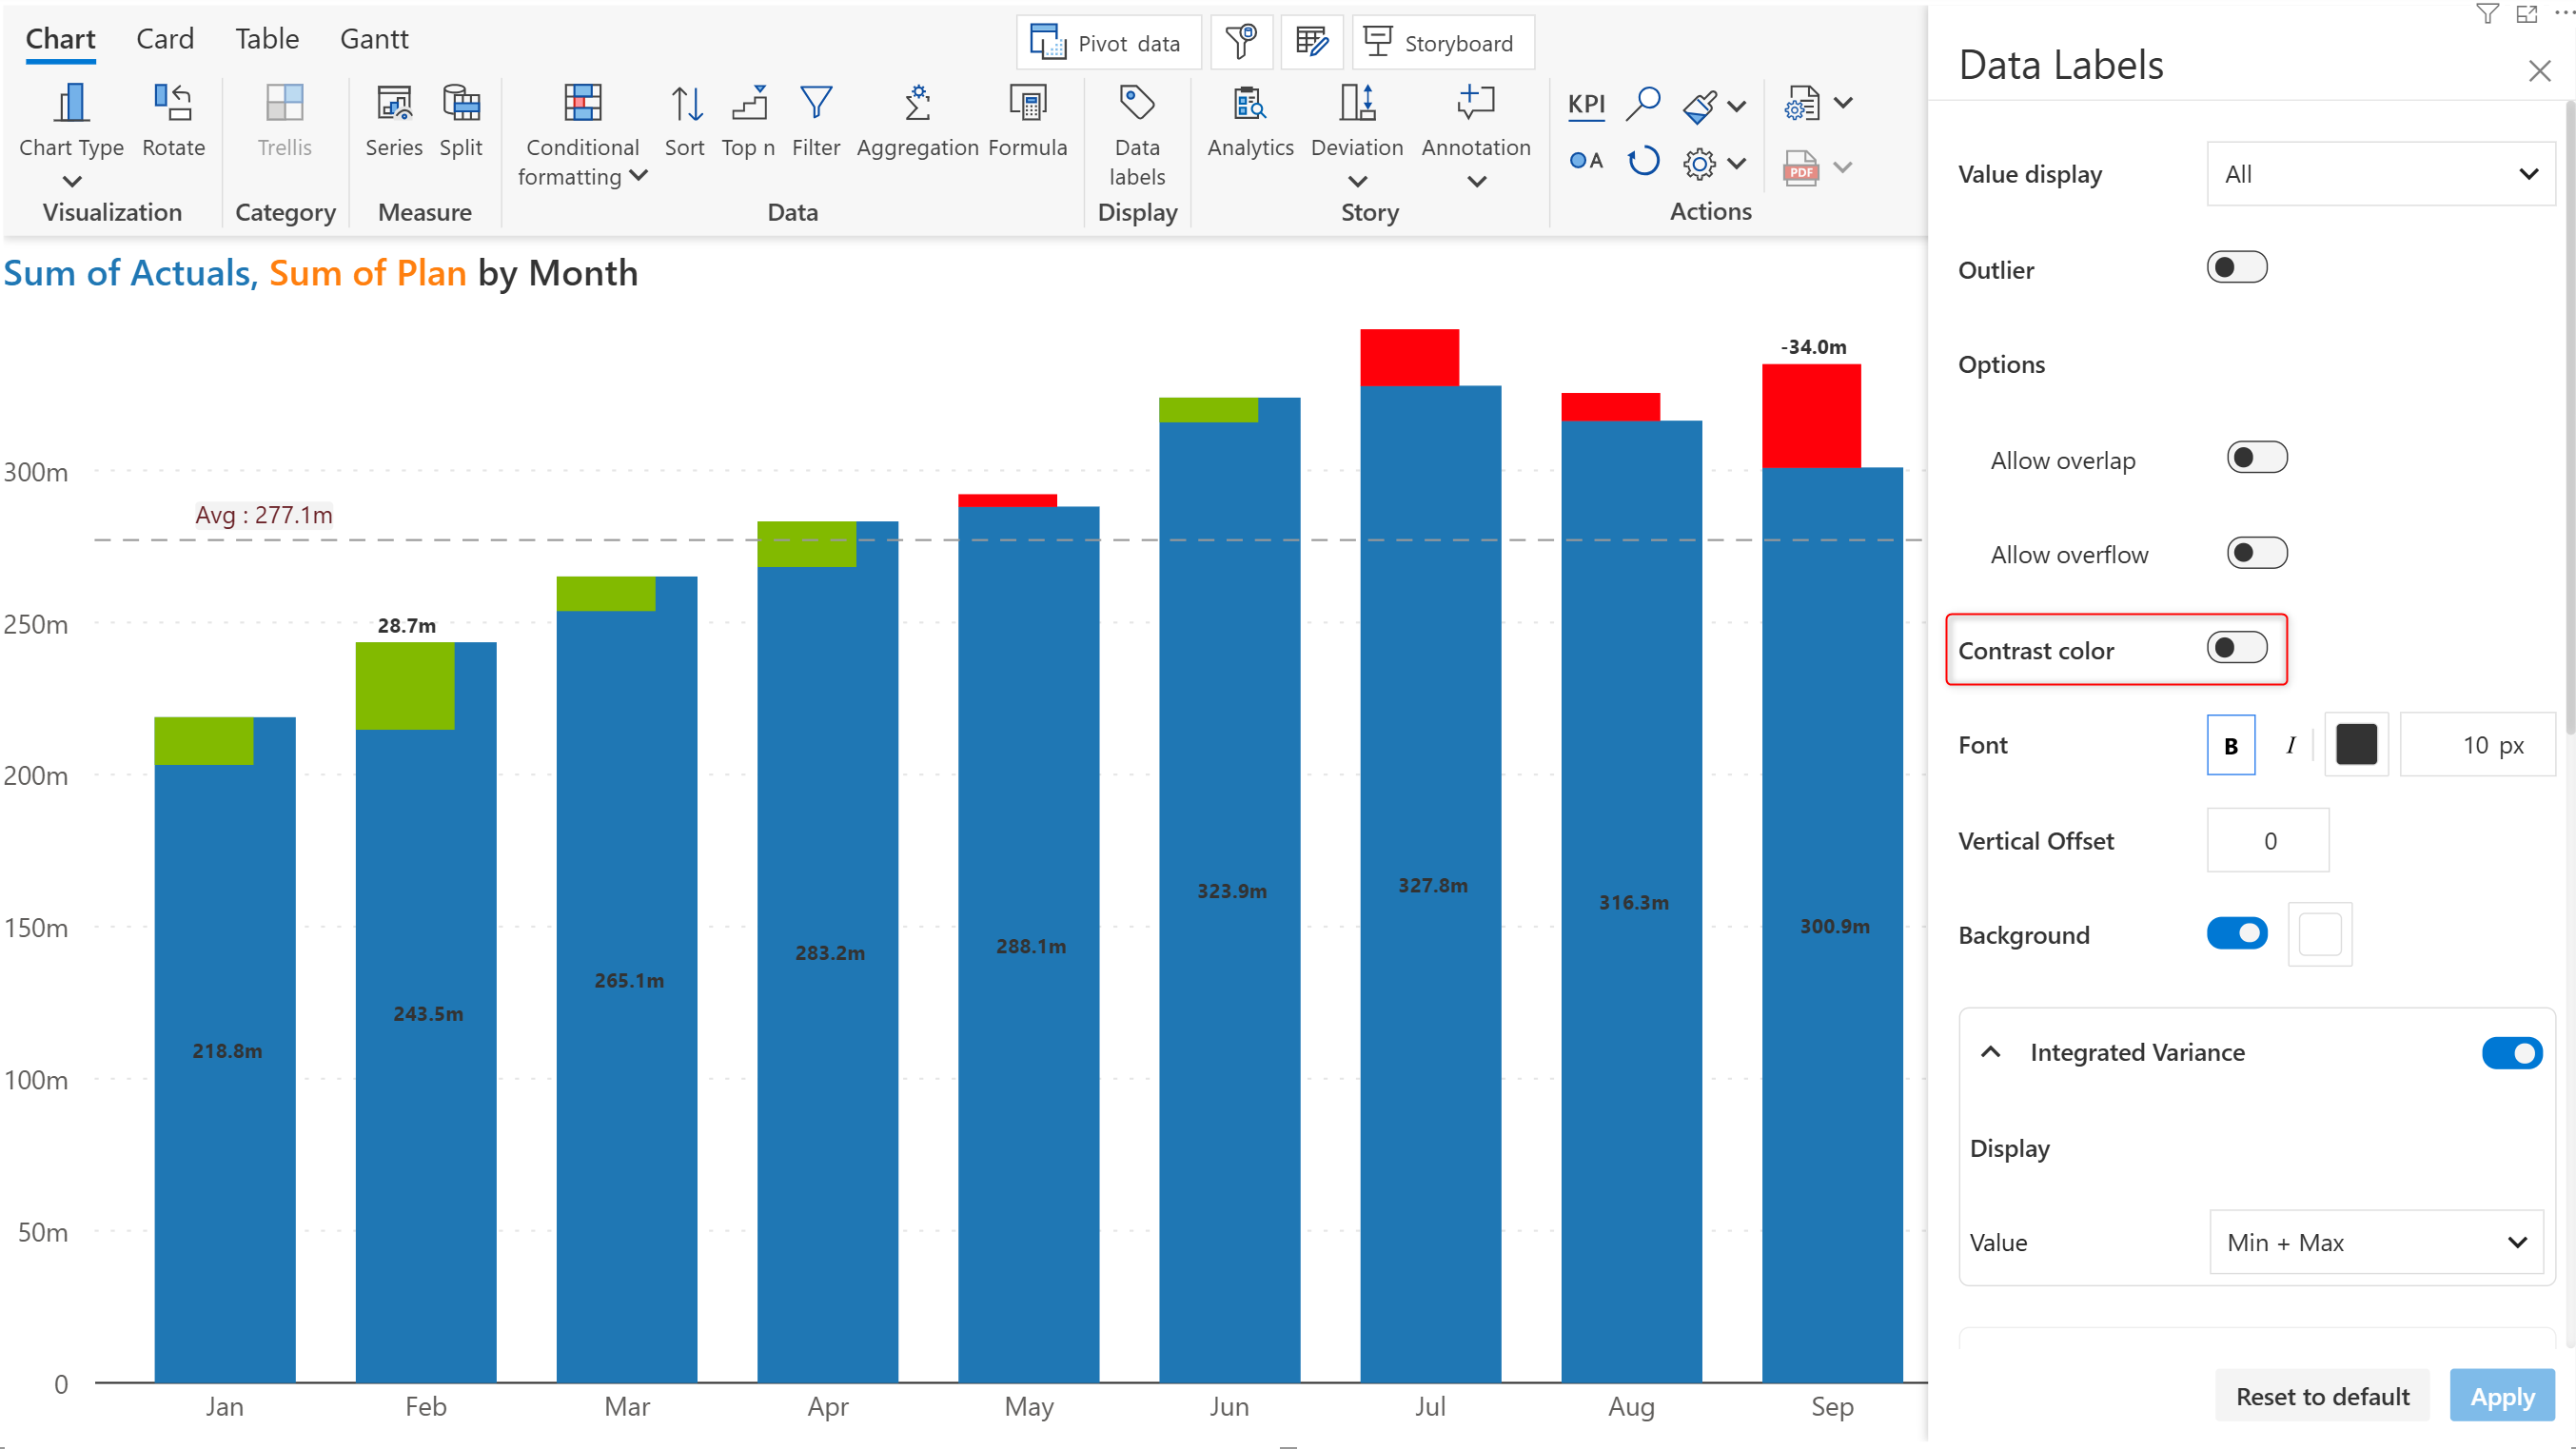 Chart Card Table Gantt
Pivot data Storyboard
Chart Type Rotate Trellis Series Split Conditional formatting Sort Top n Filter Aggregation Formula Data labels Analytics Deviation Annotation KPI
A PDF
Visualization Category Measure Data Display Story Actions
Sum of Actuals, Sum of Plan by Month
-34.0m
300m
Avg : 277.1m
250m
28.7m
200m
150m
100m
50m
0
218.8m
243.5m
265.1m
283.2m
288.1m
323.9m
327.8m
316.3m
300.9m
Jan Feb Mar Apr May Jun Jul Aug Sep
Data Labels
Value display All
Outlier
Options
Allow overlap
Allow overflow
Contrast color
Font B I 10 px
Vertical Offset 0
Background
Integrated Variance
Display
Value Min + Max
Reset to default Apply